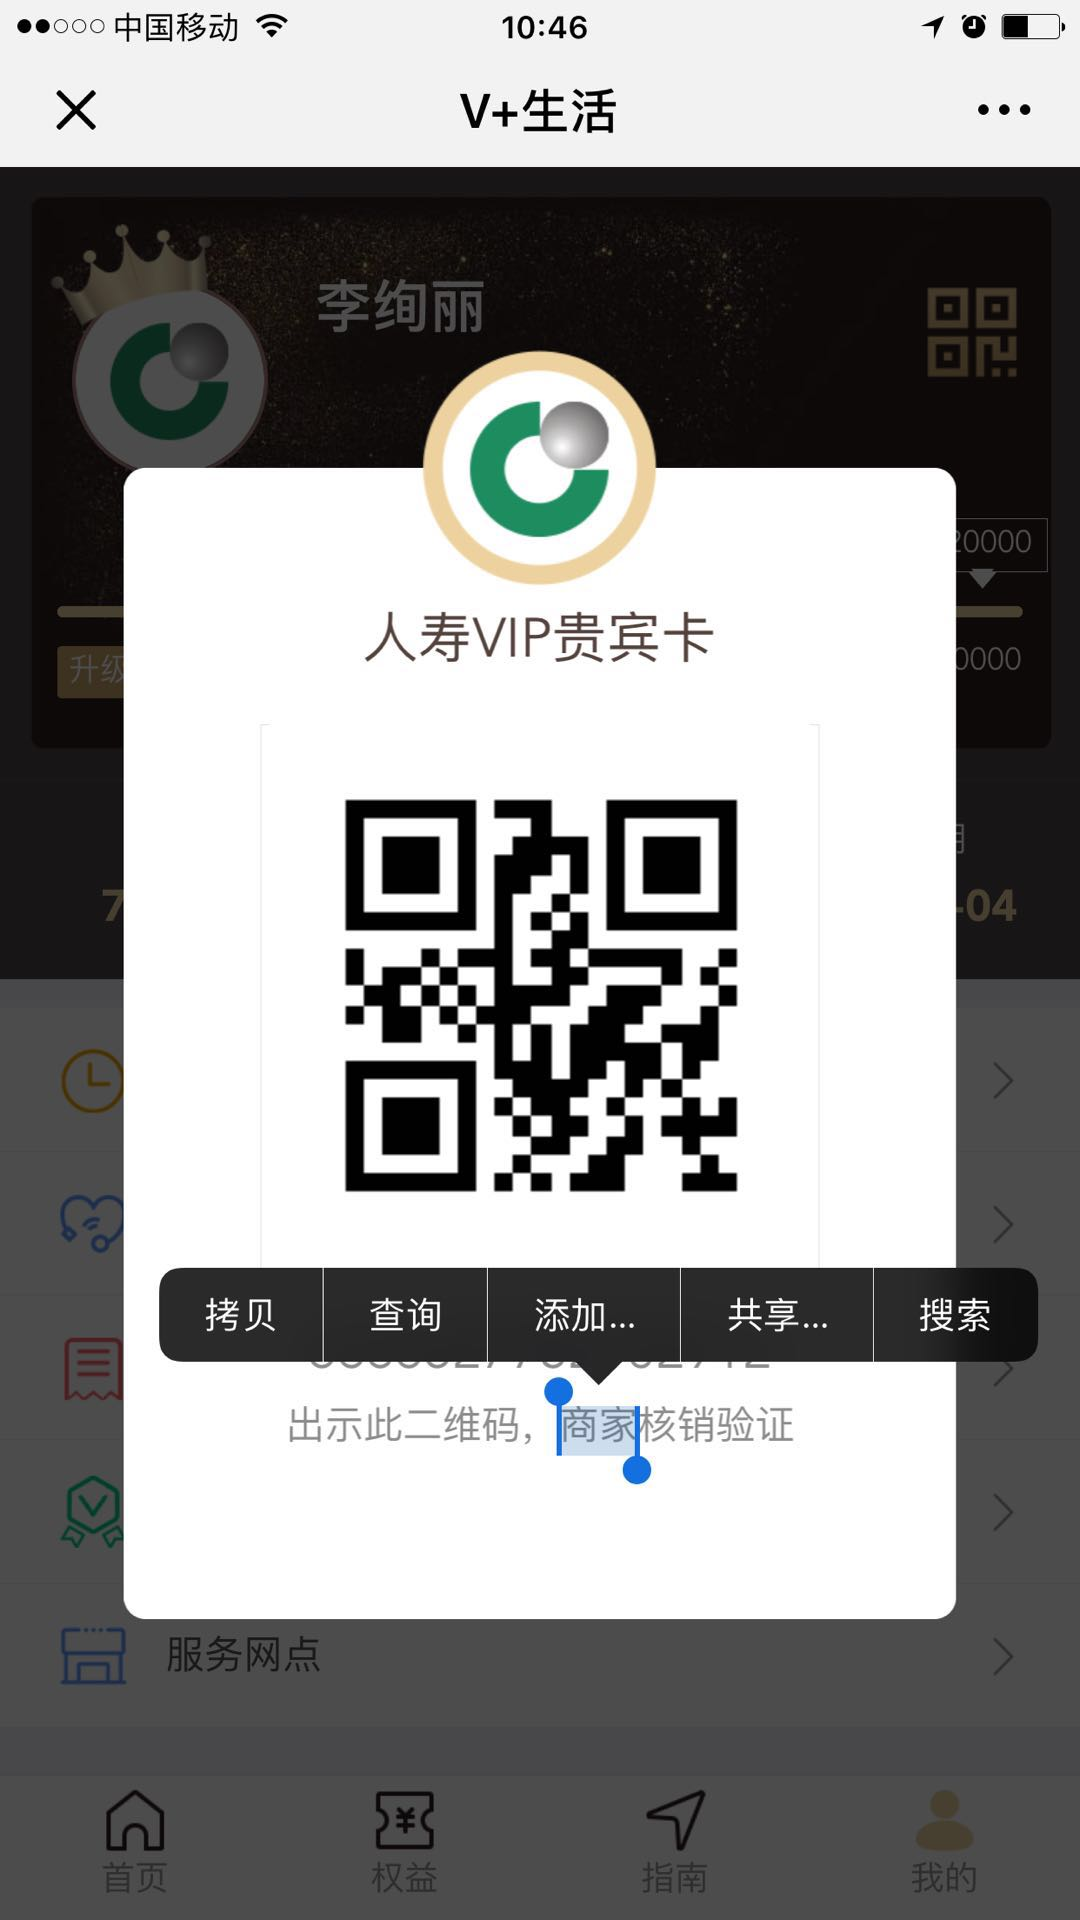 中国移动
10:46
V+生活
李绚丽
20000
人寿VIP贵宾卡
升级
0000
7
-04
拷贝
查询
添加...
共享...
搜索
出示此二维码，商家核销验证
服务网点
首页
权益
指南
我的